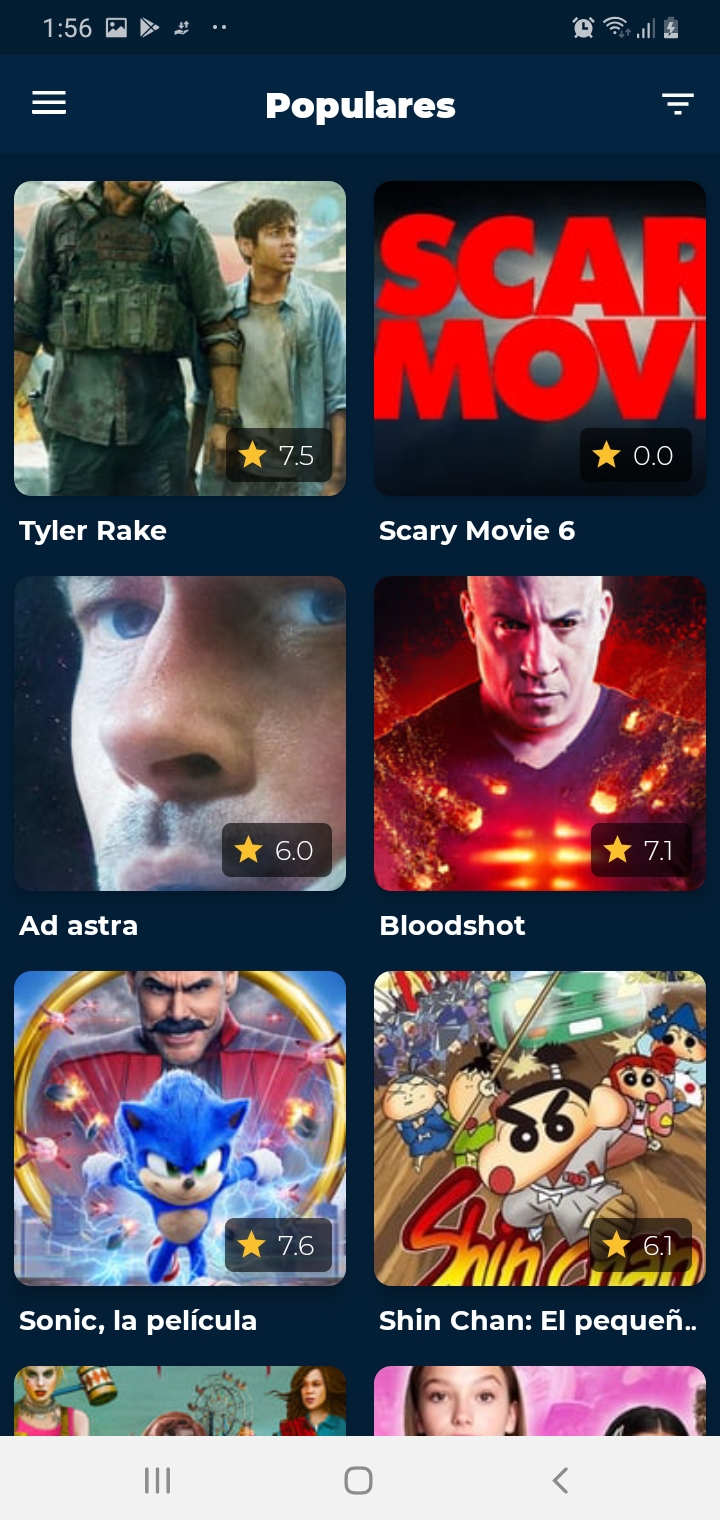 1:56
Populares
SCAR
MOVI
7.5
0.0
Tyler Rake
Scary Movie 6
6.0
7.1
Ad astra
Bloodshot
7.6
Shin Chan
6.1
Sonic, la película
Shin Chan: El pequeñ..